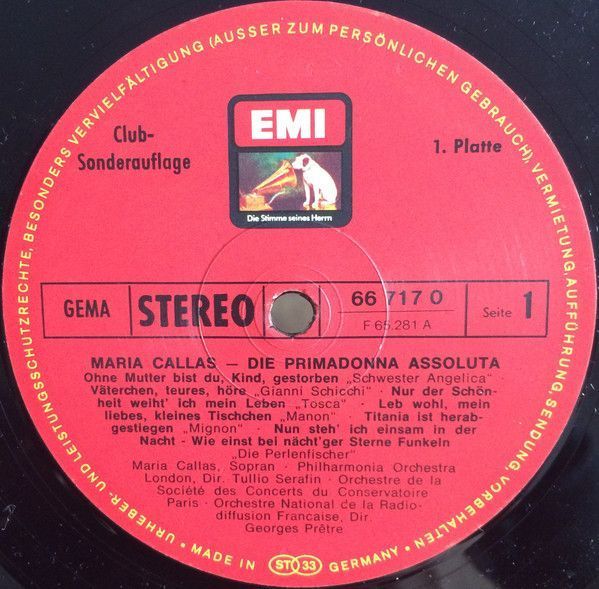 URHEBER- UND LEISTUNGSSCHUTZRECHTE, BESONDERS VERVIELFÄLTIGUNG (AUSSER ZUM PERSÖNLICHEN GEBRAUCH), VERMIETUNG, AUFFÜHRUNG, SENDUNG, VORBEHALTEN
Club-
Sonderauflage
EMI
Die Stimme seines Herrn
1. Platte
GEMA
STEREO
66 717 0
F 65.281 A
Seite 1
MARIA CALLAS — DIE PRIMADONNA ASSOLUTA
Ohne Mutter bist du, Kind, gestorben „Schwester Angelica“
Väterchen, teures, höre „Gianni Schicchi“ · Nur der Schön-
heit weiht' ich mein Leben „Tosca“ · Leb wohl, mein
liebes, kleines Tischchen „Manon“ · Titania ist herab-
gestiegen „Mignon“ · Nun steh' ich einsam in der
Nacht - Wie einst bei nächt'ger Sterne Funkeln
„Die Perlenfischer“
Maria Callas, Sopran · Philharmonia Orchestra
London, Dir. Tullio Serafin · Orchestre de la
Société des Concerts du Conservatoire
Paris · Orchestre National de la Radio-
diffusion Francaise, Dir.
Georges Prêtre
• MADE IN ST 33 GERMANY •